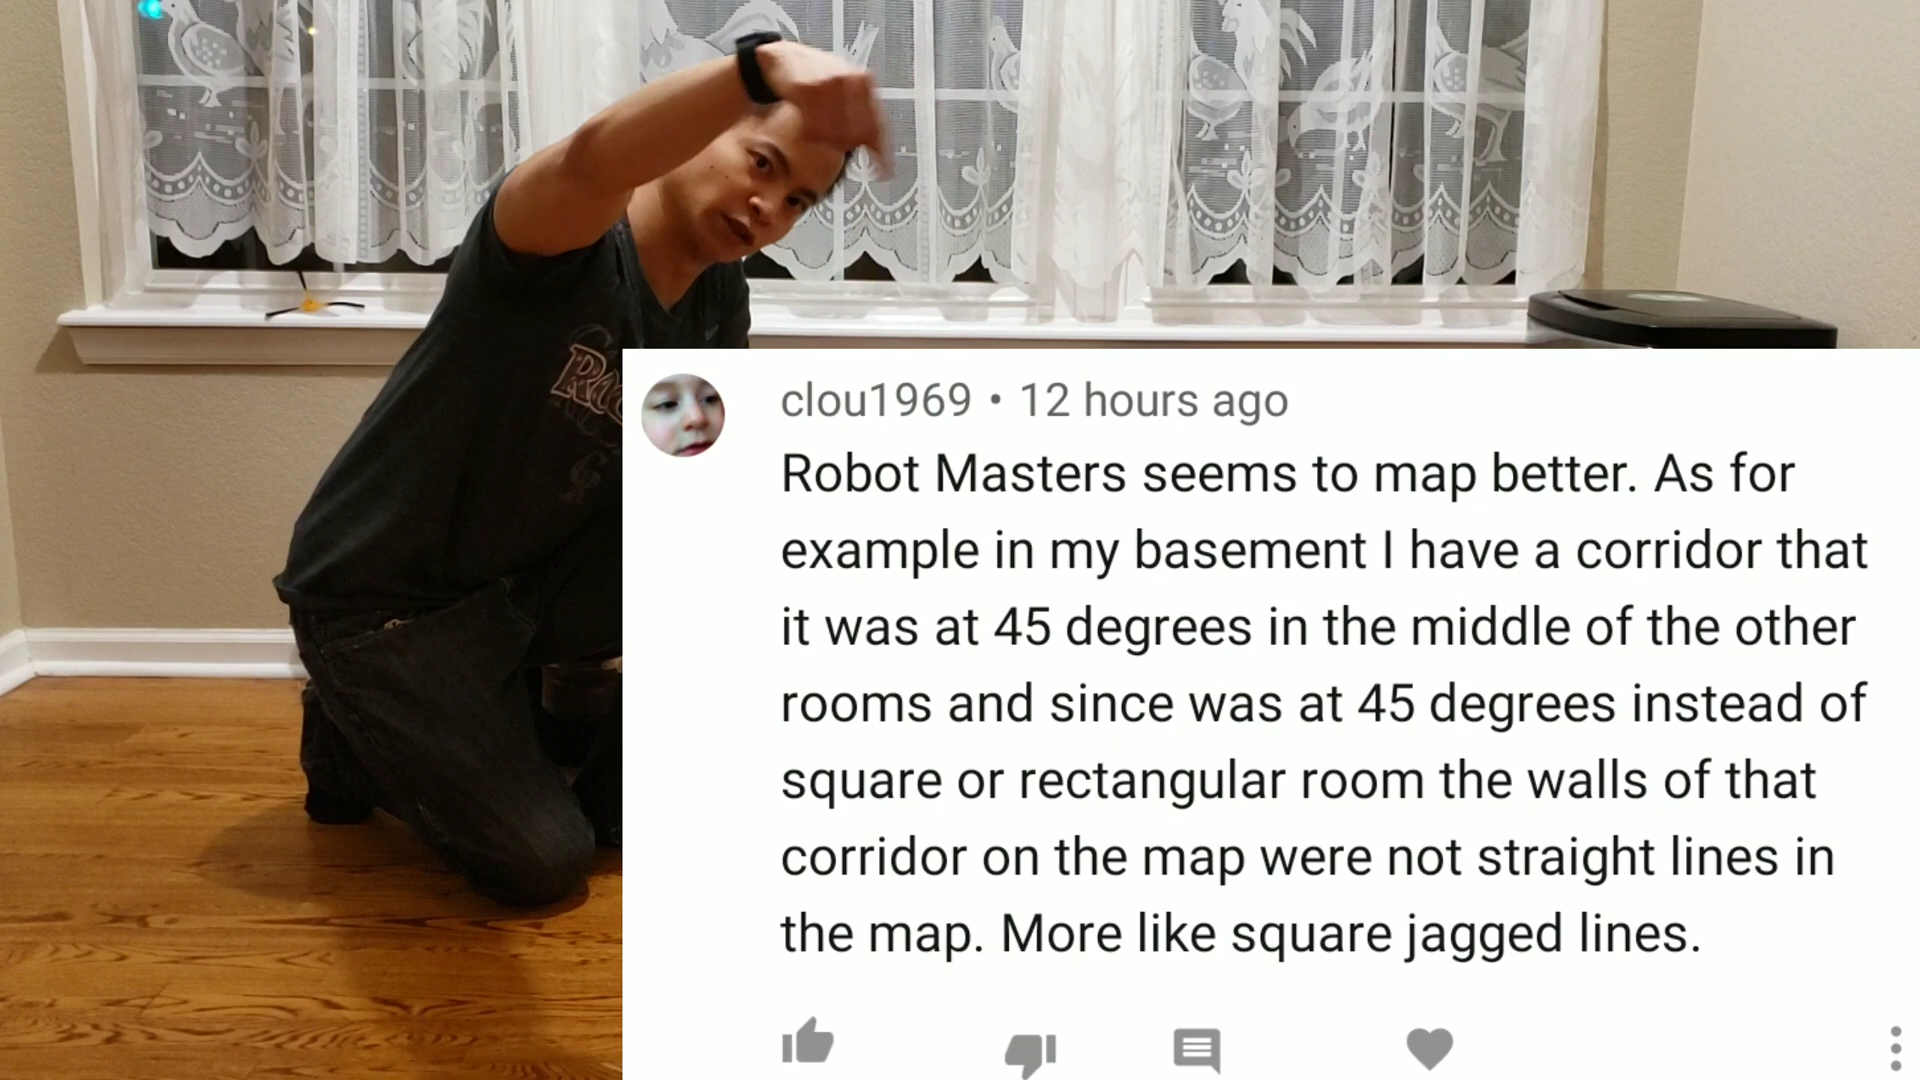 clou1969 • 12 hours ago
Robot Masters seems to map better. As for
example in my basement I have a corridor that
it was at 45 degrees in the middle of the other
rooms and since was at 45 degrees instead of
square or rectangular room the walls of that
corridor on the map were not straight lines in
the map. More like square jagged lines.